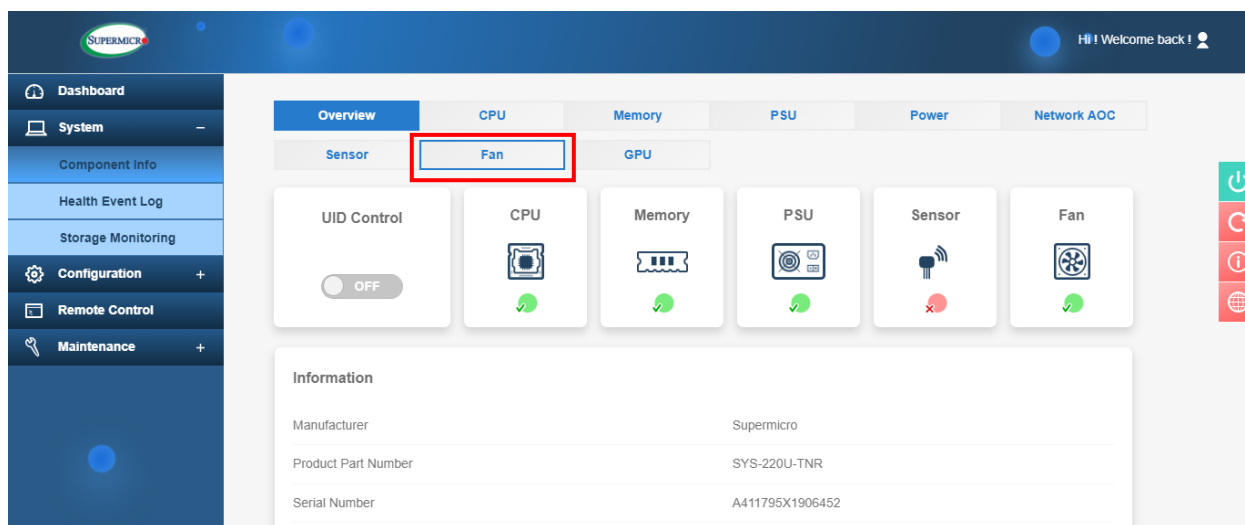 SUPERMICRO
Hi ! Welcome back !
Dashboard
System −
Component Info
Health Event Log
Storage Monitoring
Configuration +
Remote Control
Maintenance +
Overview CPU Memory PSU Power Network AOC
Sensor Fan GPU
UID Control CPU Memory PSU Sensor Fan
OFF
Information
Manufacturer Supermicro
Product Part Number SYS-220U-TNR
Serial Number A411795X1906452